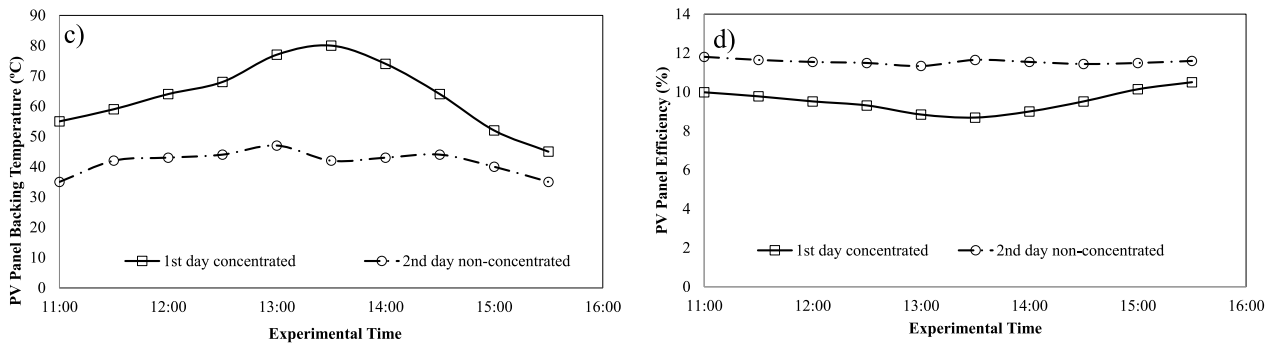 c)
PV Panel Backing Temperature (ºC)
90
80
70
60
50
40
30
20
10
0
1st day concentrated
2nd day non-concentrated
11:00 12:00 13:00 14:00 15:00 16:00
Experimental Time
d)
PV Panel Efficiency (%)
14
12
10
8
6
4
2
0
1st day concentrated
2nd day non-concentrated
11:00 12:00 13:00 14:00 15:00 16:00
Experimental Time